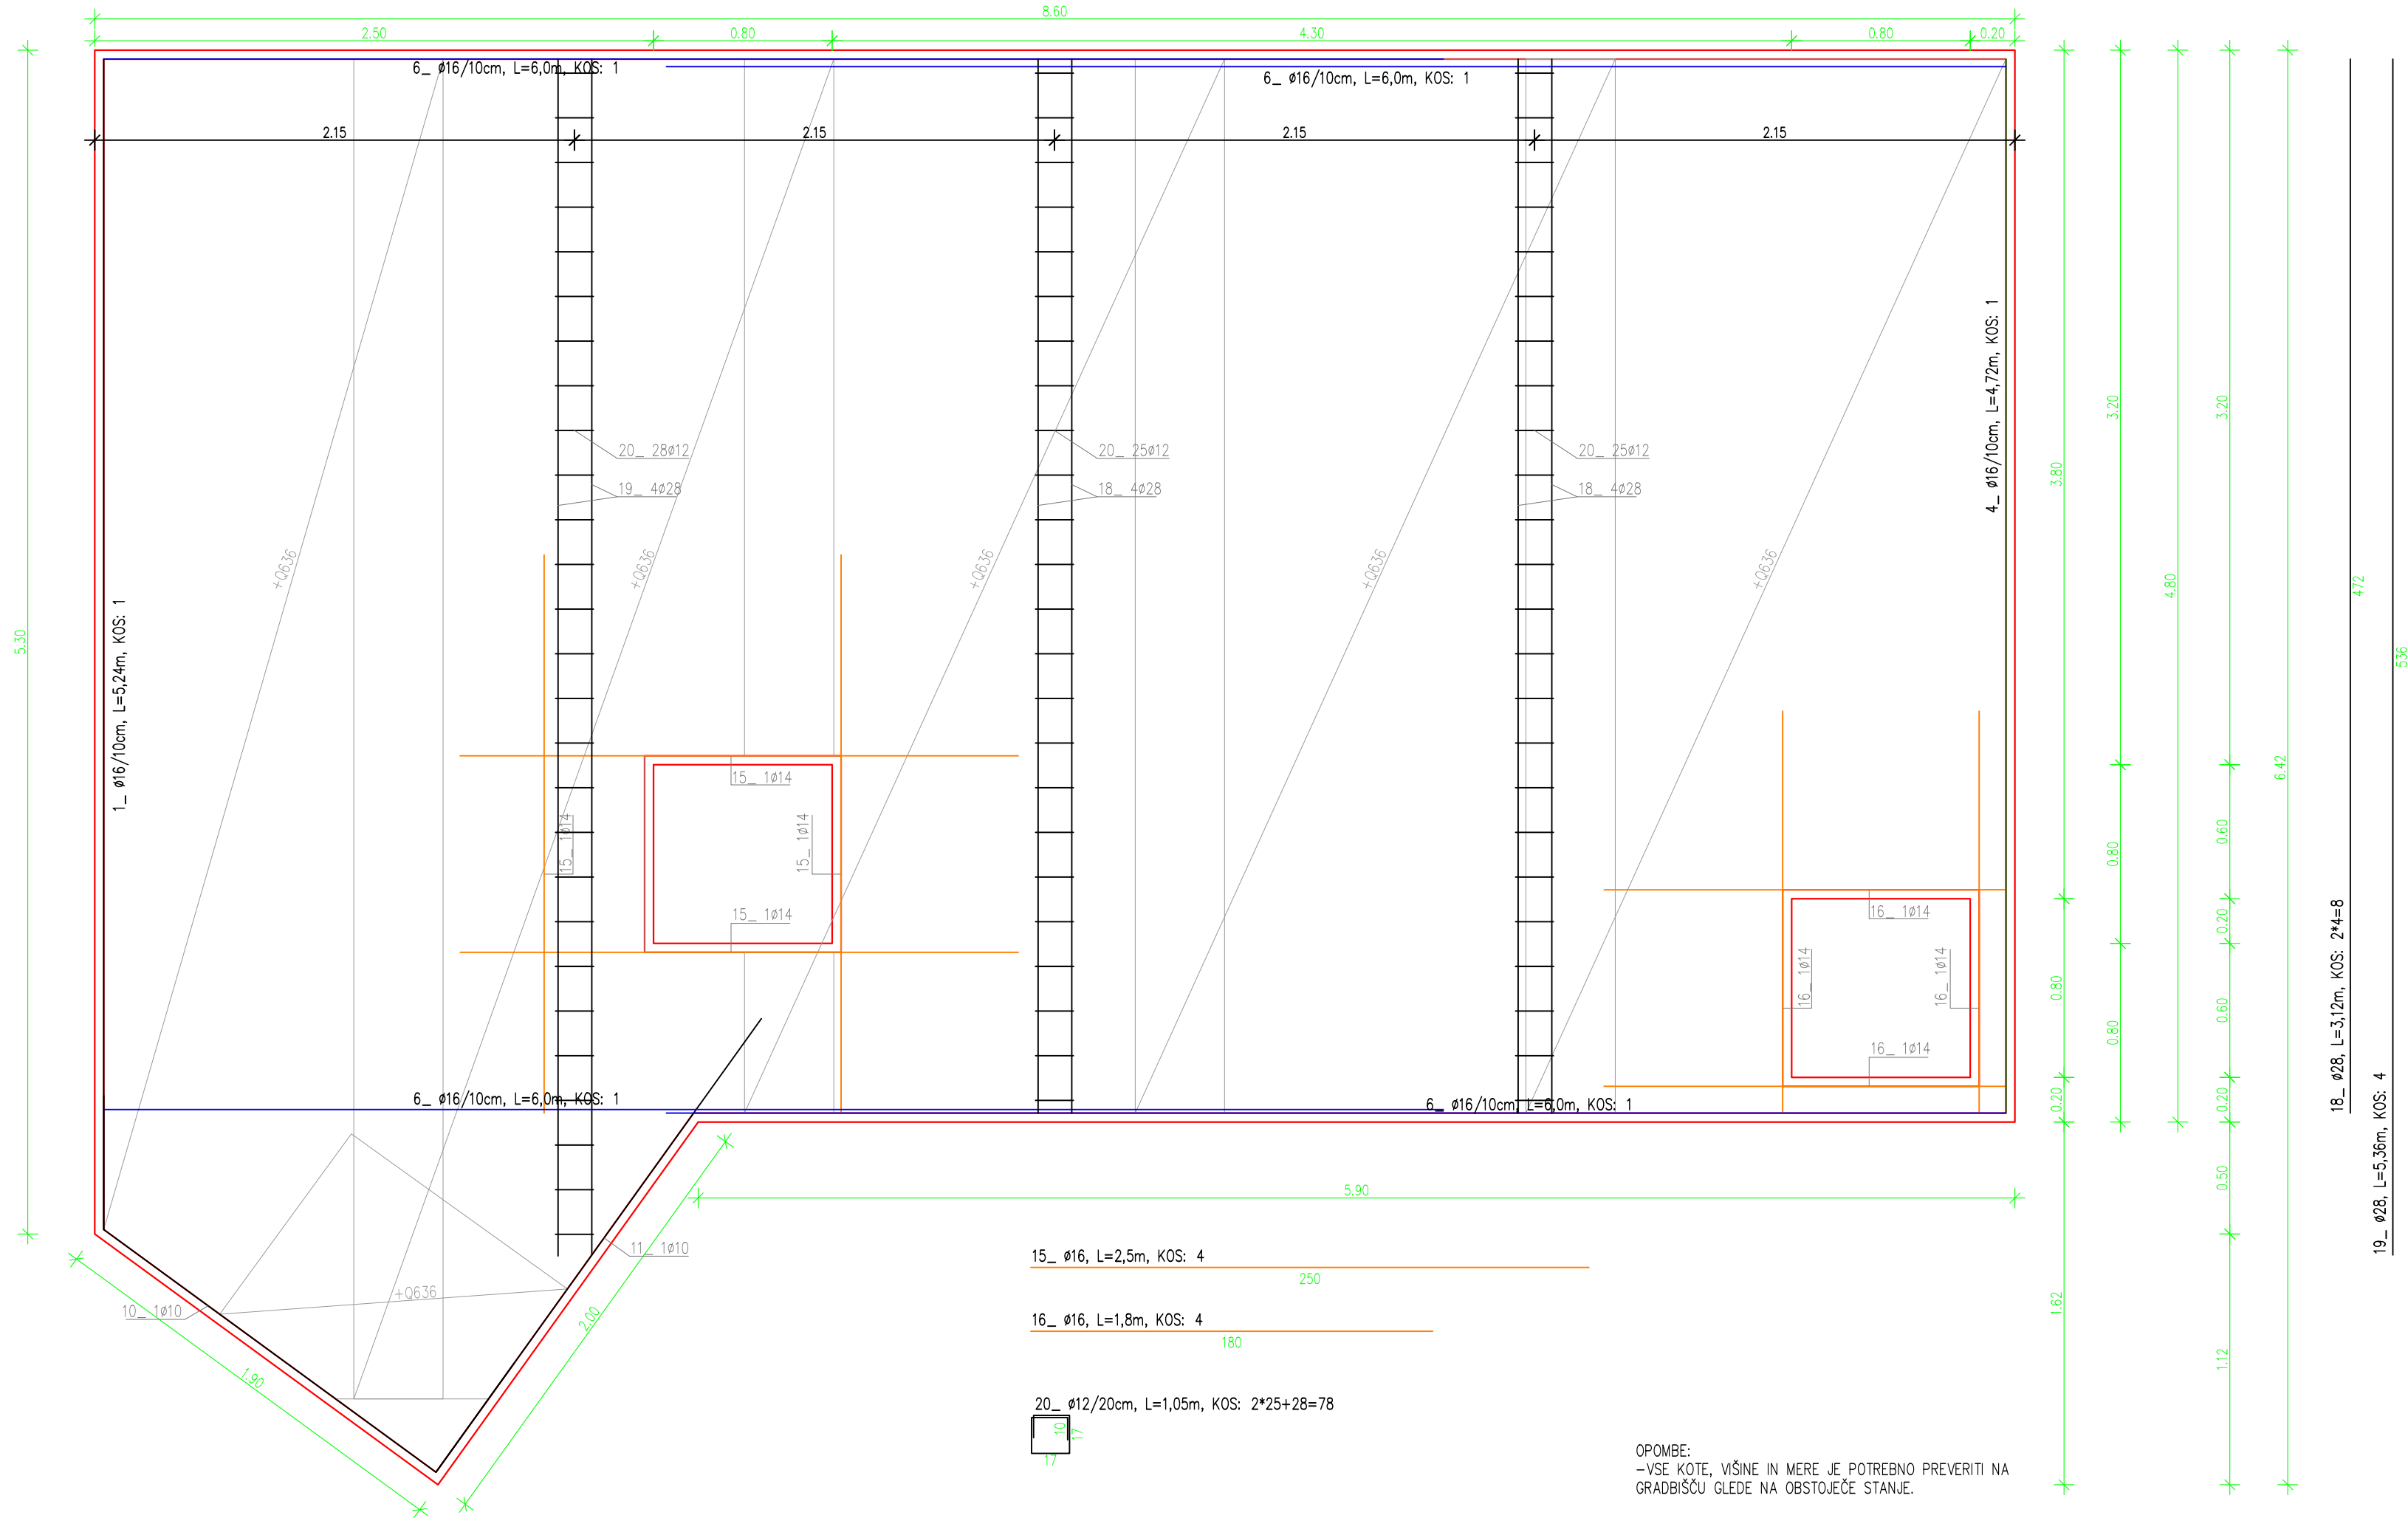 8.60
2.50
0.80
4.30
0.80
0.20
6_ ø16/10cm, L=6,0m, KOS: 1
6_ ø16/10cm, L=6,0m, KOS: 1
2.15
2.15
2.15
2.15
20_ 28ø12
20_ 25ø12
20_ 25ø12
19_ 4ø28
18_ 4ø28
18_ 4ø28
4_ ø16/10cm, L=4,72m, KOS: 1
+Q636
+Q636
+Q636
+Q636
+Q636
5.30
1_ ø16/10cm, L=5,24m, KOS: 1
15_ 1ø14
15_ 1ø14
15_ 1ø14
15_ 1ø14
16_ 1ø14
16_ 1ø14
16_ 1ø14
16_ 1ø14
6_ ø16/10cm, L=6,0m, KOS: 1
6_ ø16/10cm, L=6,0m, KOS: 1
3.80
0.80
0.20
1.62
3.20
0.80
0.80
4.80
3.20
0.60
0.20
0.60
0.20
0.50
1.12
6.42
472
18_ ø28, L=3,12m, KOS: 2*4=8
536
19_ ø28, L=5,36m, KOS: 4
5.90
11_ 1ø10
10_ 1ø10
+Q636
2.00
1.90
15_ ø16, L=2,5m, KOS: 4
250
16_ ø16, L=1,8m, KOS: 4
180
20_ ø12/20cm, L=1,05m, KOS: 2*25+28=78
10
17
17
OPOMBE:
-VSE KOTE, VIŠINE IN MERE JE POTREBNO PREVERITI NA
GRADBIŠČU GLEDE NA OBSTOJEČE STANJE.